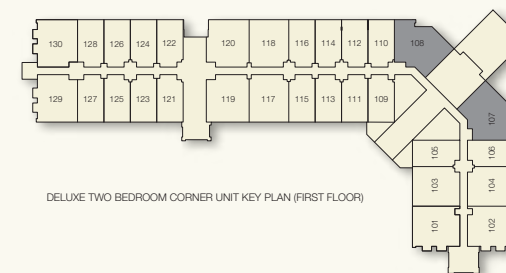 130 128 126 124 122 120 118 116 114 112 110 108
129 127 125 123 121 119 117 115 113 111 109
107
105 106
103 104
101 102
DELUXE TWO BEDROOM CORNER UNIT KEY PLAN (FIRST FLOOR)